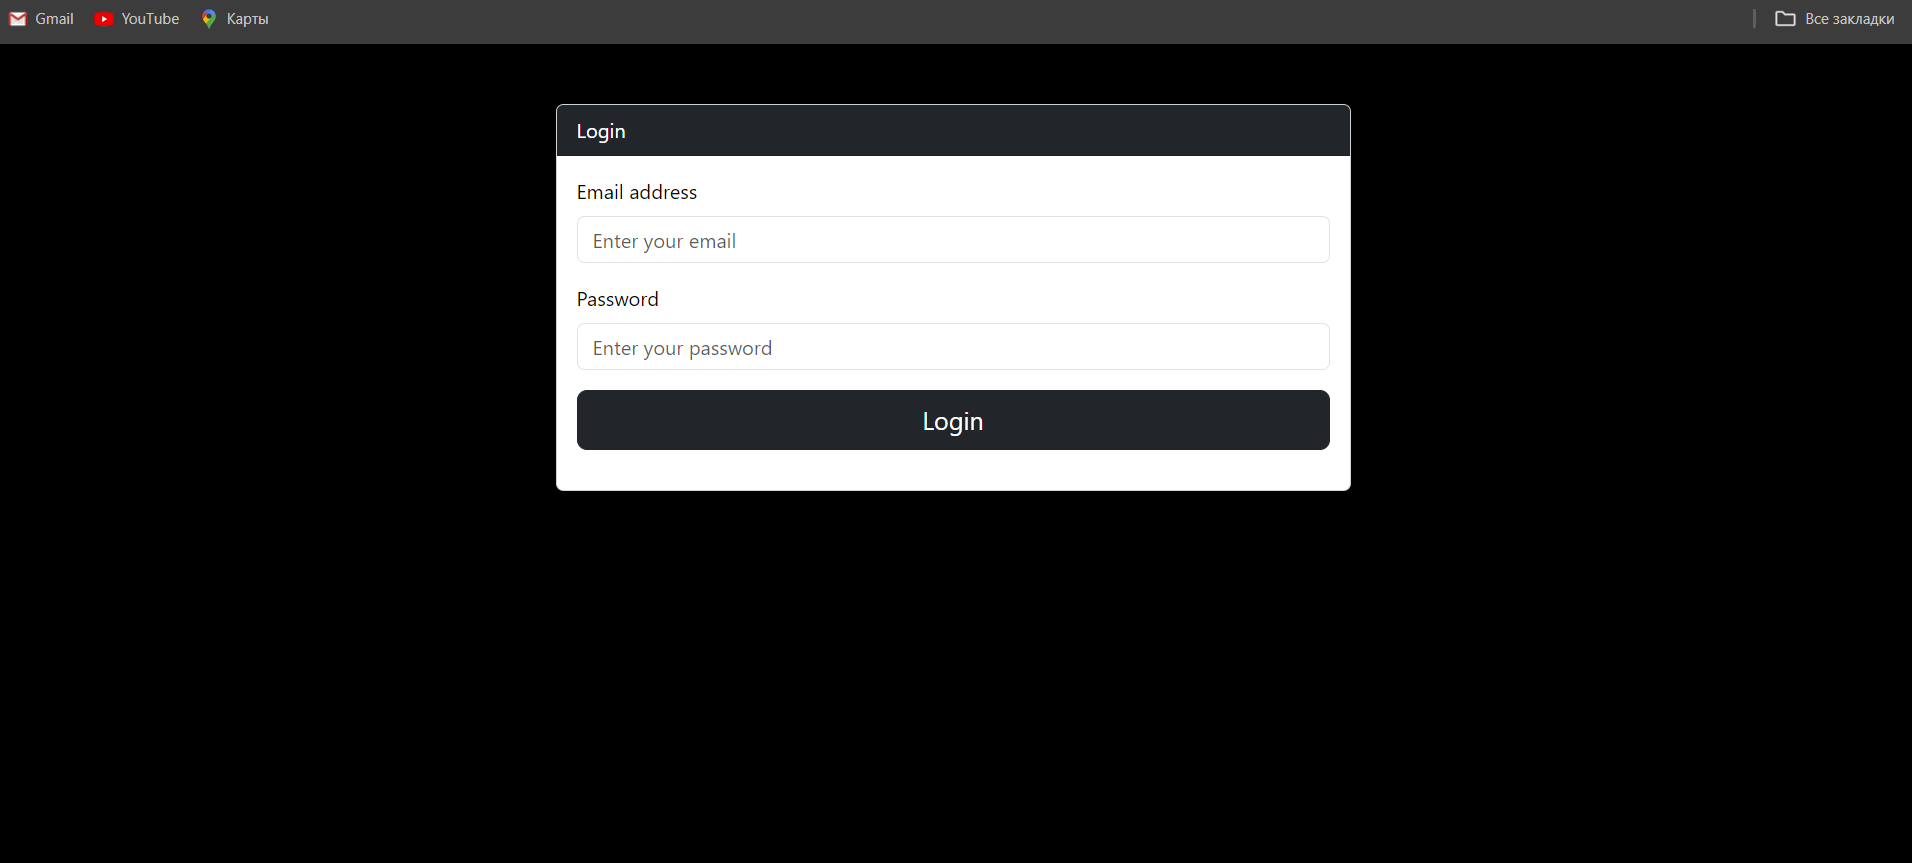 Gmail YouTube Карты Все закладки
Login
Email address
Enter your email
Password
Enter your password
Login